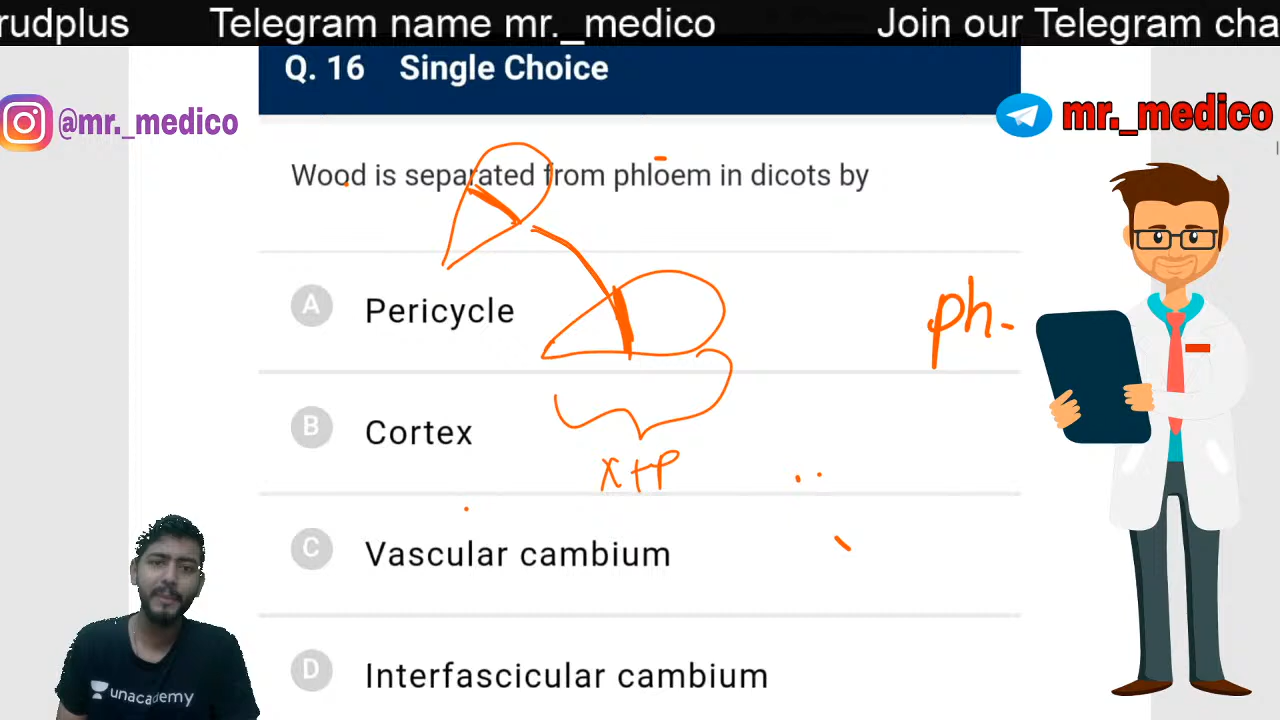 rudplus Telegram name mr._medico Join our Telegram cha
Q. 16 Single Choice
@mr._medico
mr._medico
Wood is separated from phloem in dicots by
A Pericycle
ph-
B Cortex
x+p
C Vascular cambium
D Interfascicular cambium
unacademy